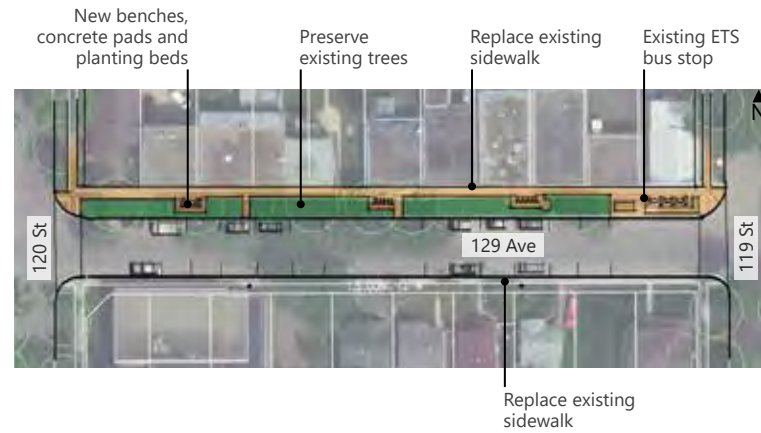 New benches,
concrete pads and
planting beds
Preserve
existing trees
Replace existing
sidewalk
Existing ETS
bus stop
N
120 St
129 Ave
119 St
Replace existing
sidewalk